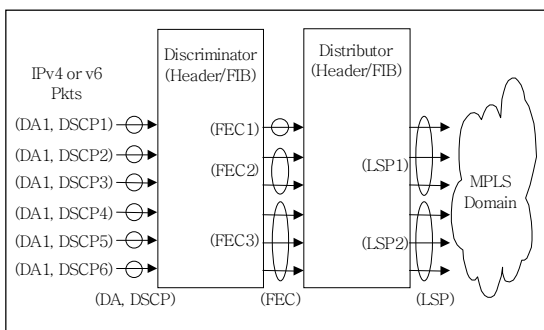 IPv4 or v6
Pkts
Discriminator
(Header/FIB)
Distributor
(Header/FIB)
(DA1, DSCP1)
(DA1, DSCP2)
(DA1, DSCP3)
(DA1, DSCP4)
(DA1, DSCP5)
(DA1, DSCP6)
(FEC1)
(FEC2)
(FEC3)
(LSP1)
(LSP2)
MPLS
Domain
(DA, DSCP)
(FEC)
(LSP)